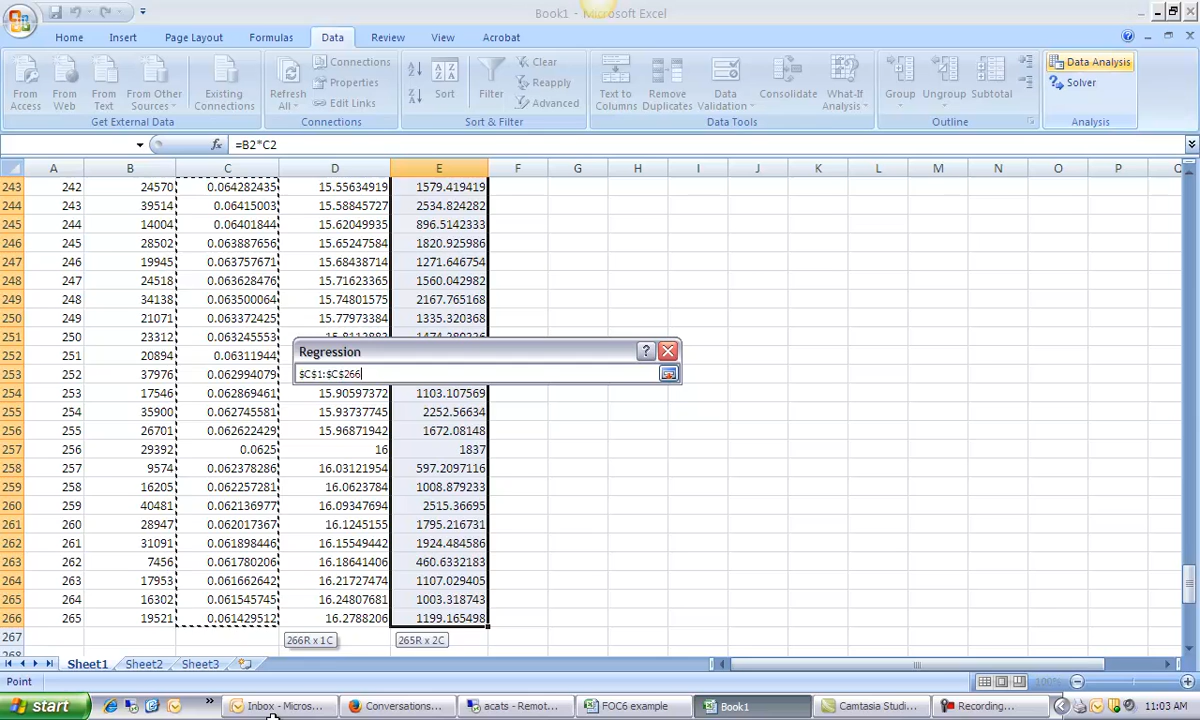 Book1 - Microsoft Excel
Home Insert Page Layout Formulas Data Review View Acrobat
From Access
From Web
From Text
From Other Sources
Existing Connections
Refresh All
Connections
Properties
Edit Links
Sort
Filter
Clear
Reapply
Advanced
Text to Columns
Remove Duplicates
Data Validation
Consolidate
What-If Analysis
Group
Ungroup
Subtotal
Data Analysis
Solver
Get External Data Connections Sort & Filter Data Tools Outline Analysis
fx =B2*C2
A B C D E F G H I J K L M N O P
243 242 24570 0.064282435 15.55634919 1579.419419
244 243 39514 0.06415003 15.58845727 2534.824282
245 244 14004 0.06401844 15.62049935 896.5142333
246 245 28502 0.063887656 15.65247584 1820.925986
247 246 19945 0.063757671 15.68438714 1271.646754
248 247 24518 0.063628476 15.71623365 1560.042982
249 248 34138 0.063500064 15.74801575 2167.765168
250 249 21071 0.063372425 15.77973384 1335.320368
251 250 23312 0.063245553
252 251 20894 0.06311944
253 252 37976 0.062994079
254 253 17546 0.062869461 15.90597372 1103.107569
255 254 35900 0.062745581 15.93737745 2252.56634
256 255 26701 0.062622429 15.96871942 1672.08148
257 256 29392 0.0625 16 1837
258 257 9574 0.062378286 16.03121954 597.2097116
259 258 16205 0.062257281 16.0623784 1008.879233
260 259 40481 0.062136977 16.09347694 2515.36695
261 260 28947 0.062017367 16.1245155 1795.216731
262 261 31091 0.061898446 16.15549442 1924.484586
263 262 7456 0.061780206 16.18641406 460.6332183
264 263 17953 0.061662642 16.21727474 1107.029405
265 264 16302 0.061545745 16.24807681 1003.318743
266 265 19521 0.061429512 16.2788206 1199.165498
267
Regression
$C$1:$C$266
266R x 1C 265R x 2C
Sheet1 Sheet2 Sheet3
Point 100%
start Inbox - Micros... Conversations... acats - Remot... FOC6 example Book1 Camtasia Studi... Recording... 11:03 AM